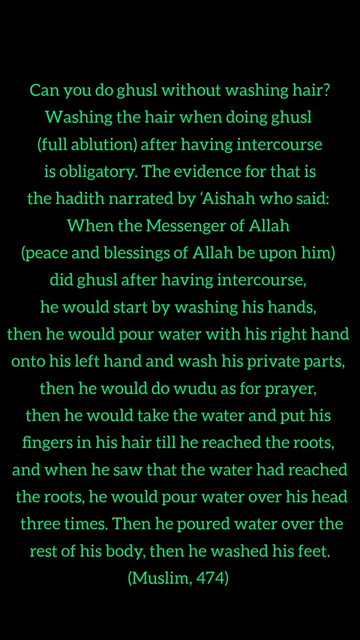 Can you do ghusl without washing hair?
Washing the hair when doing ghusl
(full ablution) after having intercourse
is obligatory. The evidence for that is
the hadith narrated by ‘Aishah who said:
When the Messenger of Allah
(peace and blessings of Allah be upon him)
did ghusl after having intercourse,
he would start by washing his hands,
then he would pour water with his right hand
onto his left hand and wash his private parts,
then he would do wudu as for prayer,
then he would take the water and put his
fingers in his hair till he reached the roots,
and when he saw that the water had reached
the roots, he would pour water over his head
three times. Then he poured water over the
rest of his body, then he washed his feet.
(Muslim, 474)